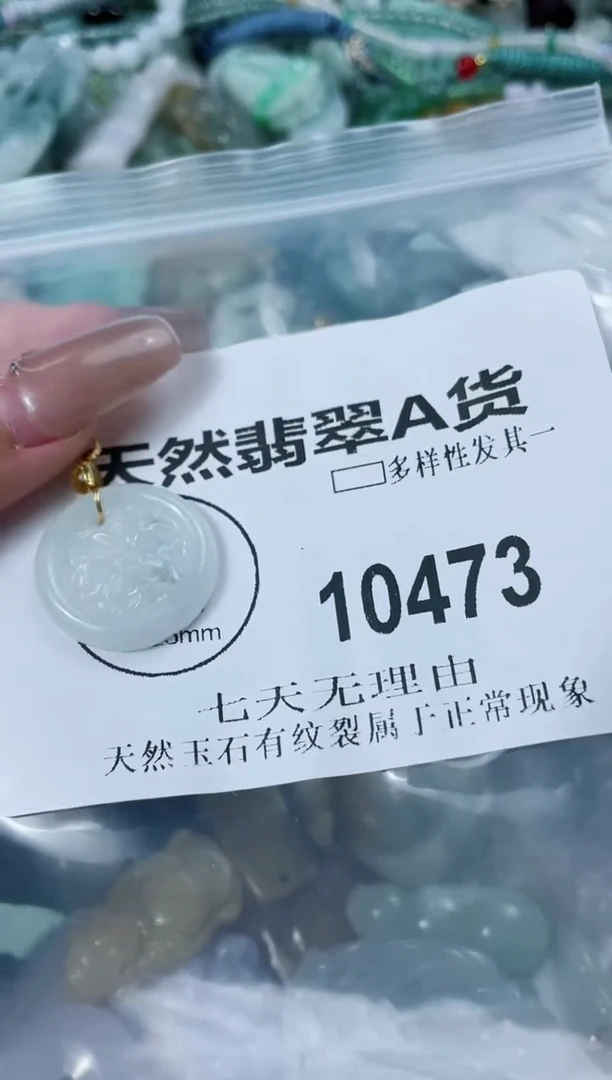 天然翡翠A货
多样性发其一
10473
mm
七天无理由
天然玉石有纹裂属于正常现象